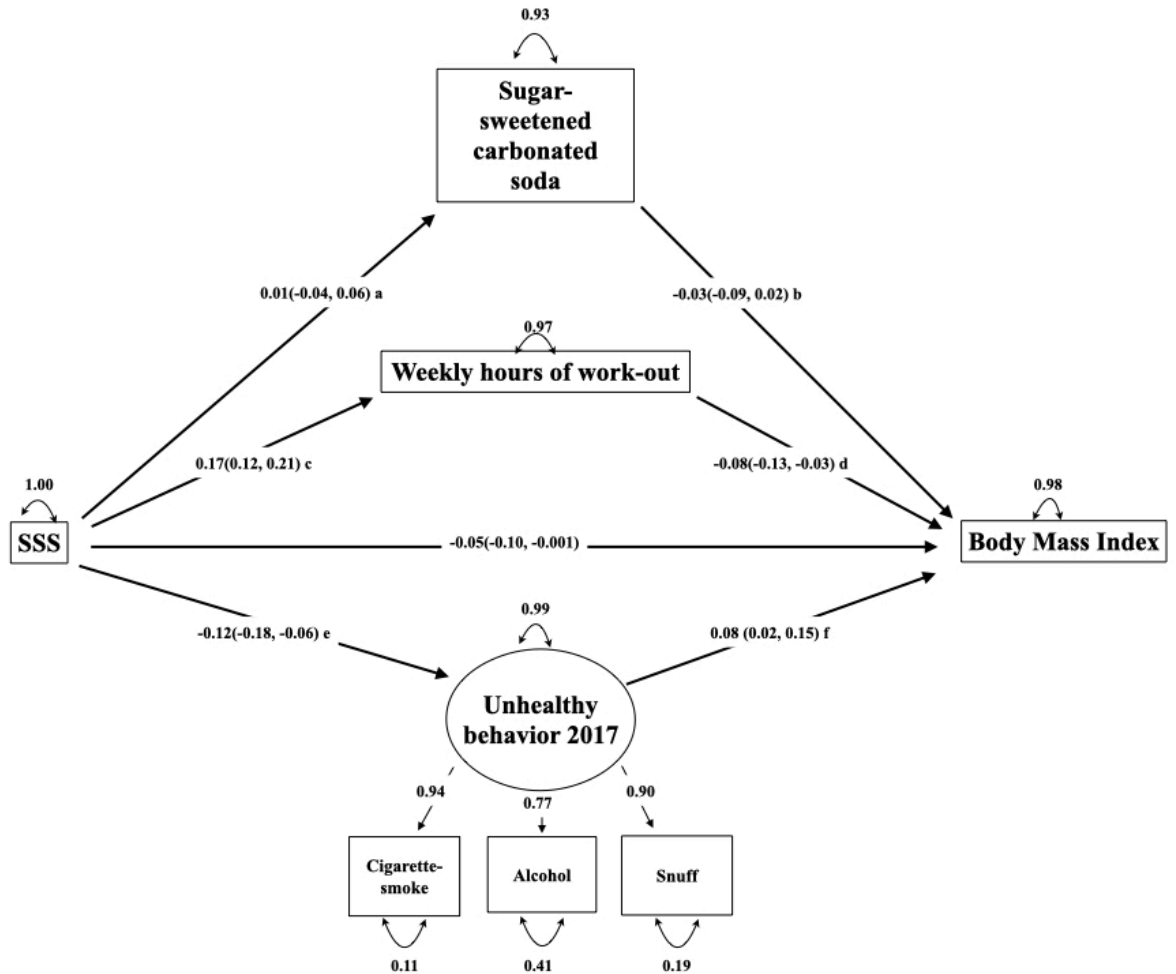 0.93
Sugar-
sweetened
carbonated
soda
0.01(-0.04, 0.06) a
-0.03(-0.09, 0.02) b
0.97
Weekly hours of work-out
0.17(0.12, 0.21) c
-0.08(-0.13, -0.03) d
1.00
SSS
-0.05(-0.10, -0.001)
0.98
Body Mass Index
-0.12(-0.18, -0.06) e
0.99
0.08 (0.02, 0.15) f
Unhealthy
behavior 2017
0.94
0.77
0.90
Cigarette-
smoke
Alcohol
Snuff
0.11
0.41
0.19